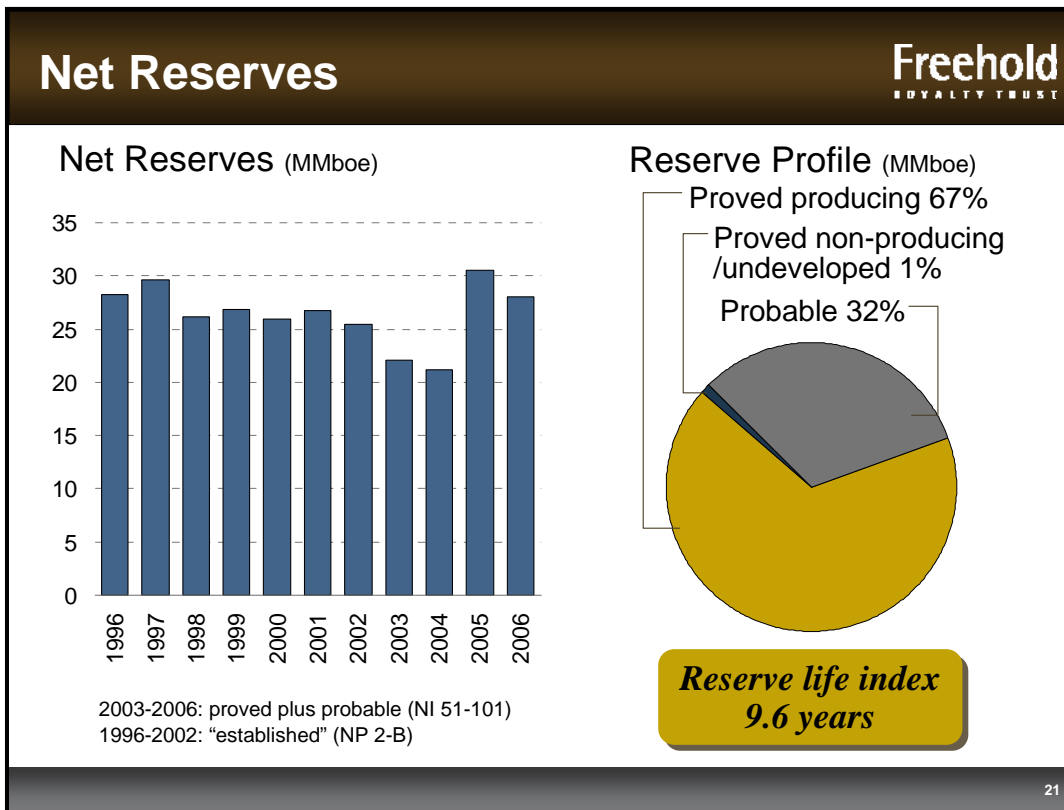 Net Reserves
Freehold
ROYALTY TRUST
Net Reserves (MMboe)
35
30
25
20
15
10
5
0
1996
1997
1998
1999
2000
2001
2002
2003
2004
2005
2006
2003-2006: proved plus probable (NI 51-101)
1996-2002: “established” (NP 2-B)
Reserve Profile (MMboe)
Proved producing 67%
Proved non-producing
/undeveloped 1%
Probable 32%
Reserve life index
9.6 years
21